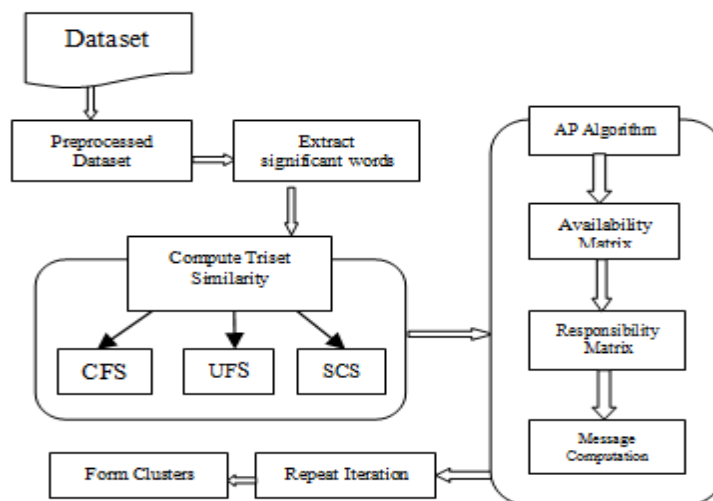 Dataset
Preprocessed
Dataset
Extract
significant words
AP Algorithm
Availability
Matrix
Compute Triset
Similarity
Responsibility
Matrix
CFS
UFS
SCS
Message
Computation
Form Clusters
Repeat Iteration